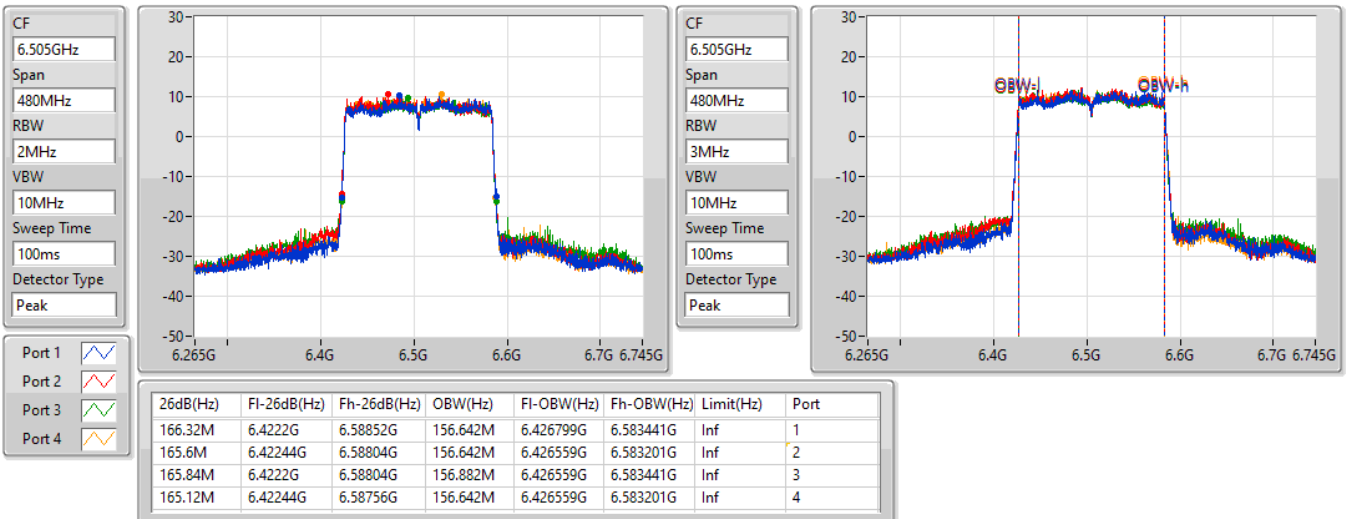 CF
6.505GHz
Span
480MHz
RBW
2MHz
VBW
10MHz
Sweep Time
100ms
Detector Type
Peak
30
20
10
0
-10
-20
-30
-40
-50
6.265G 6.4G 6.5G 6.6G 6.7G 6.745G
CF
6.505GHz
Span
480MHz
RBW
3MHz
VBW
10MHz
Sweep Time
100ms
Detector Type
Peak
30
20
10
0
-10
-20
-30
-40
-50
OBW-l OBW-h
6.265G 6.4G 6.5G 6.6G 6.7G 6.745G
Port 1
Port 2
Port 3
Port 4
26dB(Hz) Fl-26dB(Hz) Fh-26dB(Hz) OBW(Hz) Fl-OBW(Hz) Fh-OBW(Hz) Limit(Hz) Port
166.32M 6.4222G 6.58852G 156.642M 6.426799G 6.583441G Inf 1
165.6M 6.42244G 6.58804G 156.642M 6.426559G 6.583201G Inf 2
165.84M 6.4222G 6.58804G 156.882M 6.426559G 6.583441G Inf 3
165.12M 6.42244G 6.58756G 156.642M 6.426559G 6.583201G Inf 4